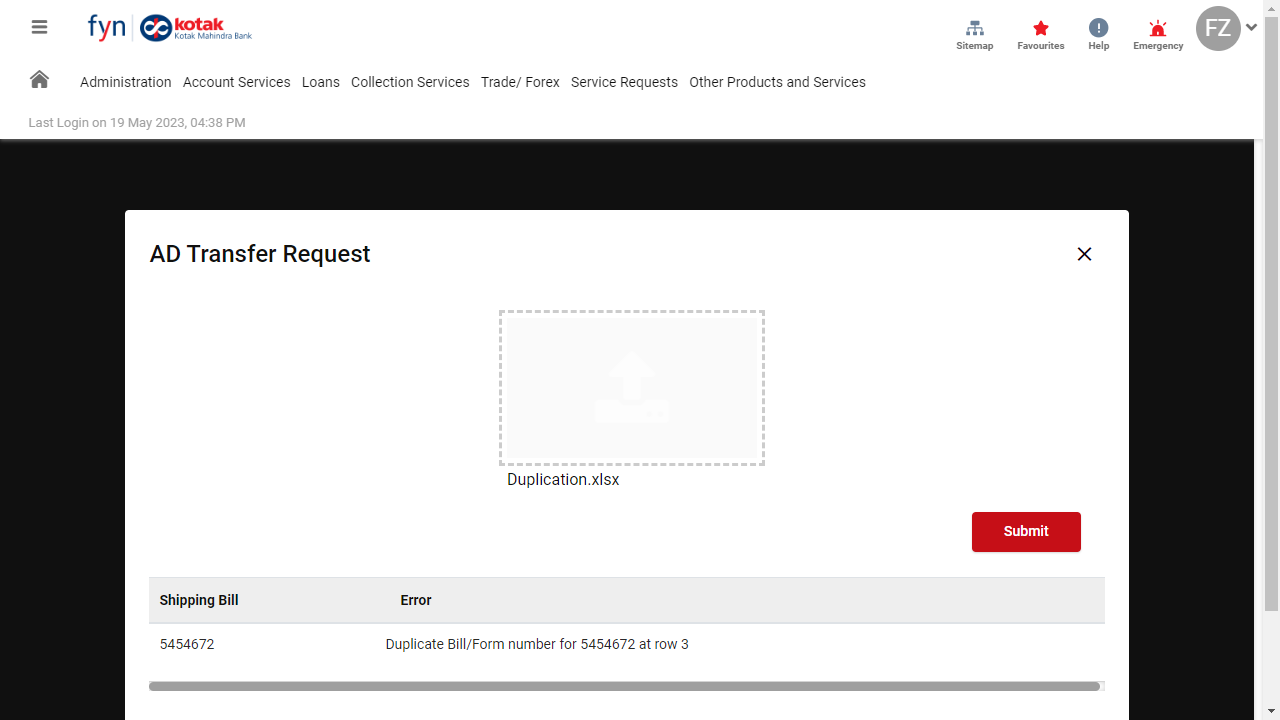 fyn kotak
Kotak Mahindra Bank
Sitemap Favourites Help Emergency FZ
Administration Account Services Loans Collection Services Trade/ Forex Service Requests Other Products and Services
Last Login on 19 May 2023, 04:38 PM
AD Transfer Request
Duplication.xlsx
Submit
Shipping Bill Error
5454672 Duplicate Bill/Form number for 5454672 at row 3